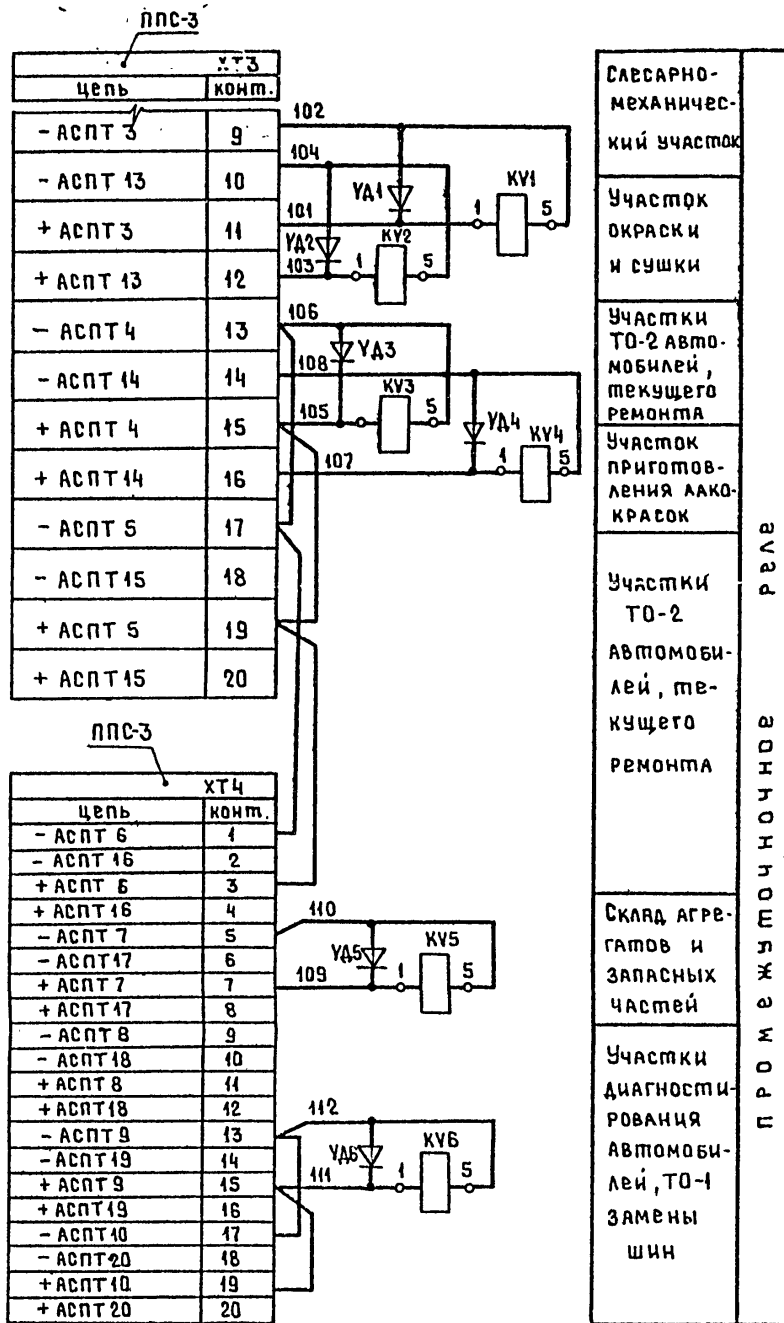 ППС-3
ХТ3
цепь конт.
- АСПТ 3 9
- АСПТ 13 10
+ АСПТ 3 11
+ АСПТ 13 12
- АСПТ 4 13
- АСПТ 14 14
+ АСПТ 4 15
+ АСПТ 14 16
- АСПТ 5 17
- АСПТ 15 18
+ АСПТ 5 19
+ АСПТ 15 20
102
104
УД1
KV1
101
1
5
УД2
KV2
103
1
5
106
УД3
108
KV3
105
1
5
УД4
KV4
107
1
5
ППС-3
ХТ4
цепь конт.
- АСПТ 6 1
- АСПТ 16 2
+ АСПТ 6 3
+ АСПТ 16 4
- АСПТ 7 5
- АСПТ 17 6
+ АСПТ 7 7
+ АСПТ 17 8
- АСПТ 8 9
- АСПТ 18 10
+ АСПТ 8 11
+ АСПТ 18 12
- АСПТ 9 13
- АСПТ 19 14
+ АСПТ 9 15
+ АСПТ 19 16
- АСПТ 10 17
- АСПТ 20 18
+ АСПТ 10 19
+ АСПТ 20 20
110
УД5
KV5
109
1
5
112
УД6
KV6
111
1
5
Слесарно-
механичес-
кий участок
Участок
окраски
и сушки
Участки
ТО-2 авто-
мобилей,
текущего
ремонта
Участок
приготов-
ления лако-
красок
Участки
ТО-2
автомоби-
лей, те-
кущего
ремонта
Склад агре-
гатов и
запасных
частей
Участки
диагности-
рования
автомоби-
лей, ТО-1
замены
шин
Промежуточное реле